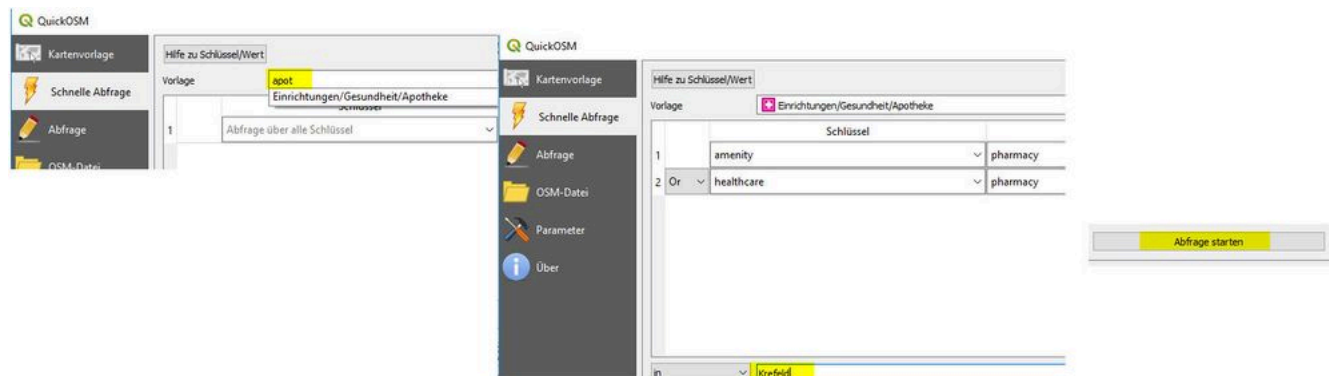 QuickOSM
Kartenvorlage
Hilfe zu Schlüssel/Wert
Schnelle Abfrage
Vorlage
apot
Einrichtungen/Gesundheit/Apotheke
Schlüssel
Abfrage
1
Abfrage über alle Schlüssel
OSM-Datei
QuickOSM
Kartenvorlage
Hilfe zu Schlüssel/Wert
Vorlage
Einrichtungen/Gesundheit/Apotheke
Schnelle Abfrage
Schlüssel
Abfrage
1 amenity pharmacy
2 Or healthcare pharmacy
OSM-Datei
Parameter
Über
in Krefeld
Abfrage starten